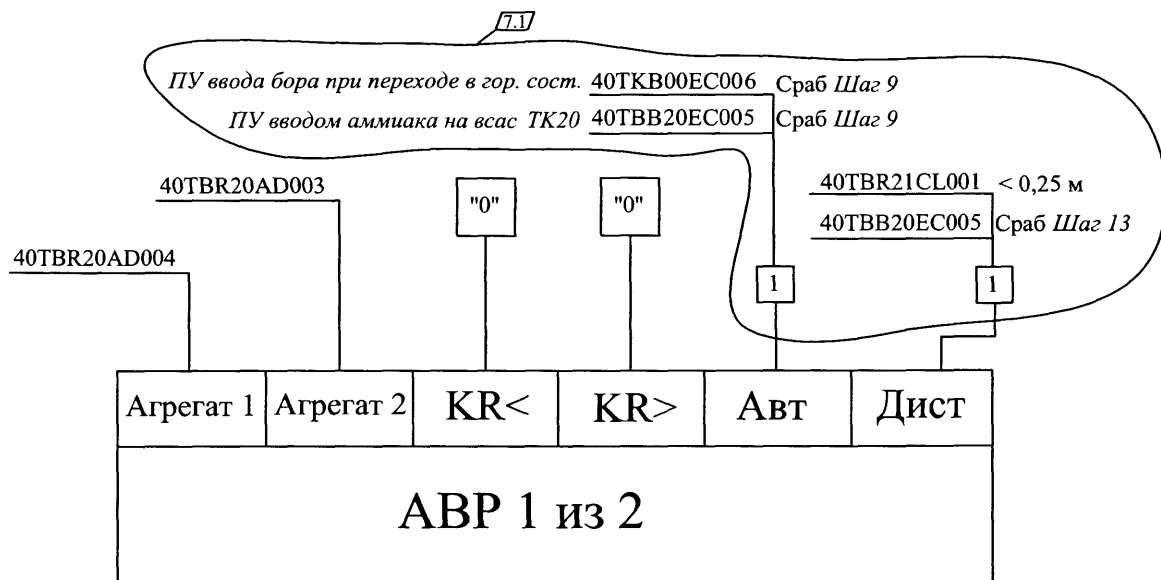 7.1
ПУ ввода бора при переходе в гор. сост. 40TKB00EC006 Сраб Шаг 9
ПУ вводом аммиака на всас TK20 40TBB20EC005 Сраб Шаг 9
40TBR20AD003
"0"
"0"
40TBR21CL001 < 0,25 м
40TBB20EC005 Сраб Шаг 13
40TBR20AD004
1
1
Агрегат 1
Агрегат 2
KR<
KR>
Авт
Дист
АВР 1 из 2